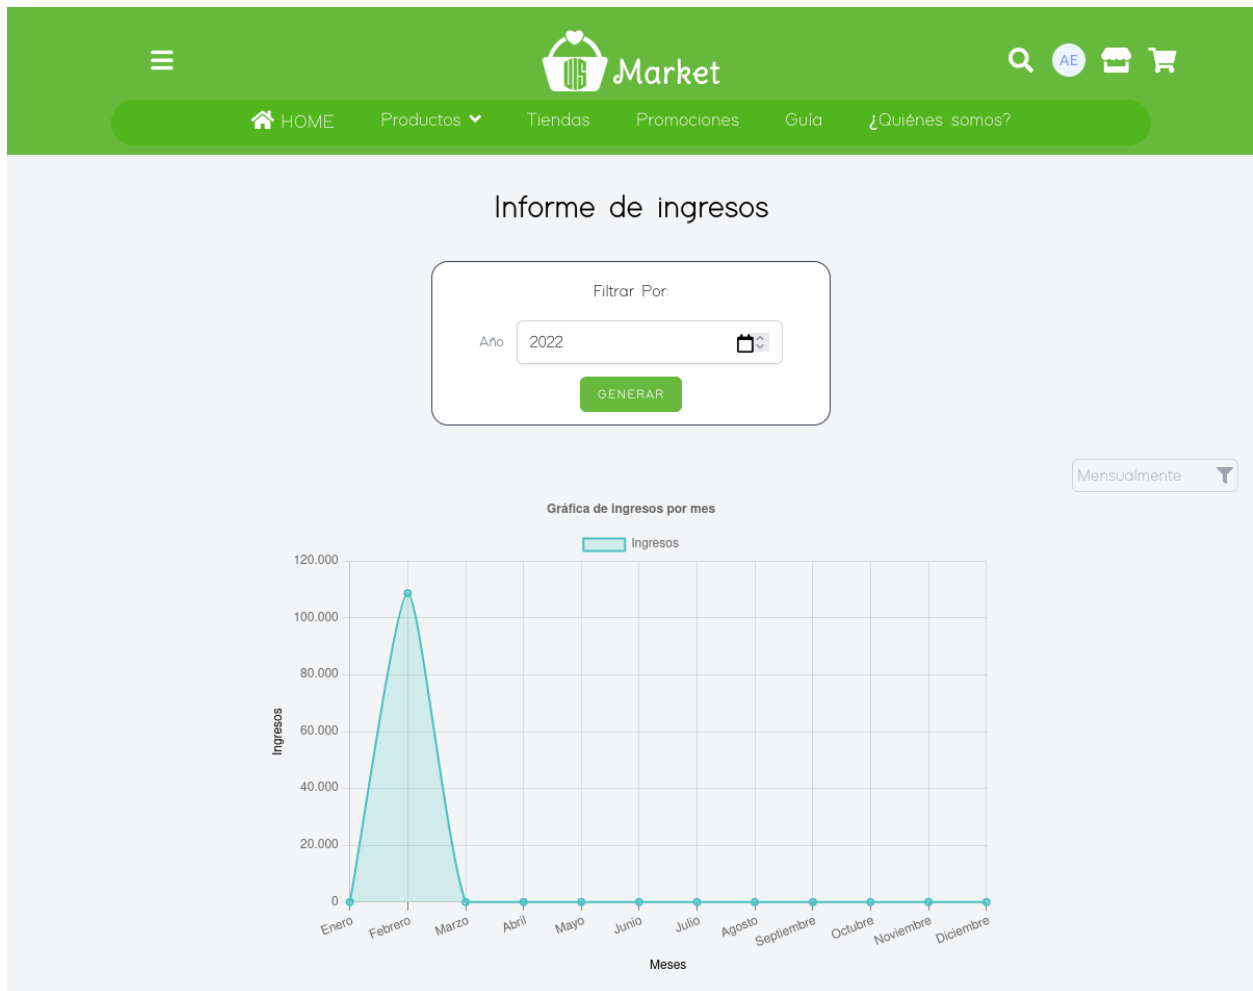 UIS Market
AE
HOME Productos Tiendas Promociones Guía ¿Quiénes somos?
Informe de ingresos
Filtrar Por:
Año 2022
GENERAR
Mensualmente
Gráfica de ingresos por mes
Ingresos
120.000
100.000
80.000
60.000
40.000
20.000
0
Ingresos
Enero Febrero Marzo Abril Mayo Junio Julio Agosto Septiembre Octubre Noviembre Diciembre
Meses